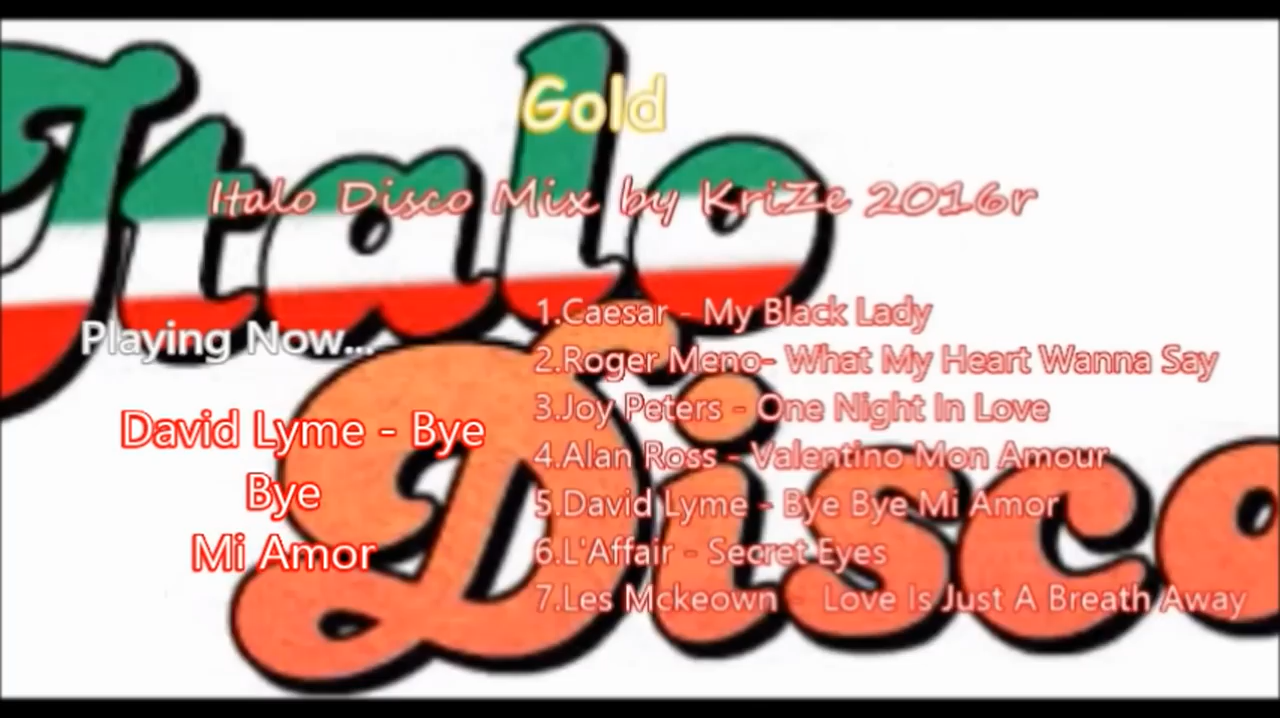 Italo
Disco
Gold
Italo Disco Mix by KriZe 2016r
Playing Now...
David Lyme - Bye
Bye
Mi Amor
1.Caesar - My Black Lady
2.Roger Meno- What My Heart Wanna Say
3.Joy Peters - One Night In Love
4.Alan Ross - Valentino Mon Amour
5.David Lyme - Bye Bye Mi Amor
6.L'Affair - Secret Eyes
7.Les Mckeown - Love Is Just A Breath Away